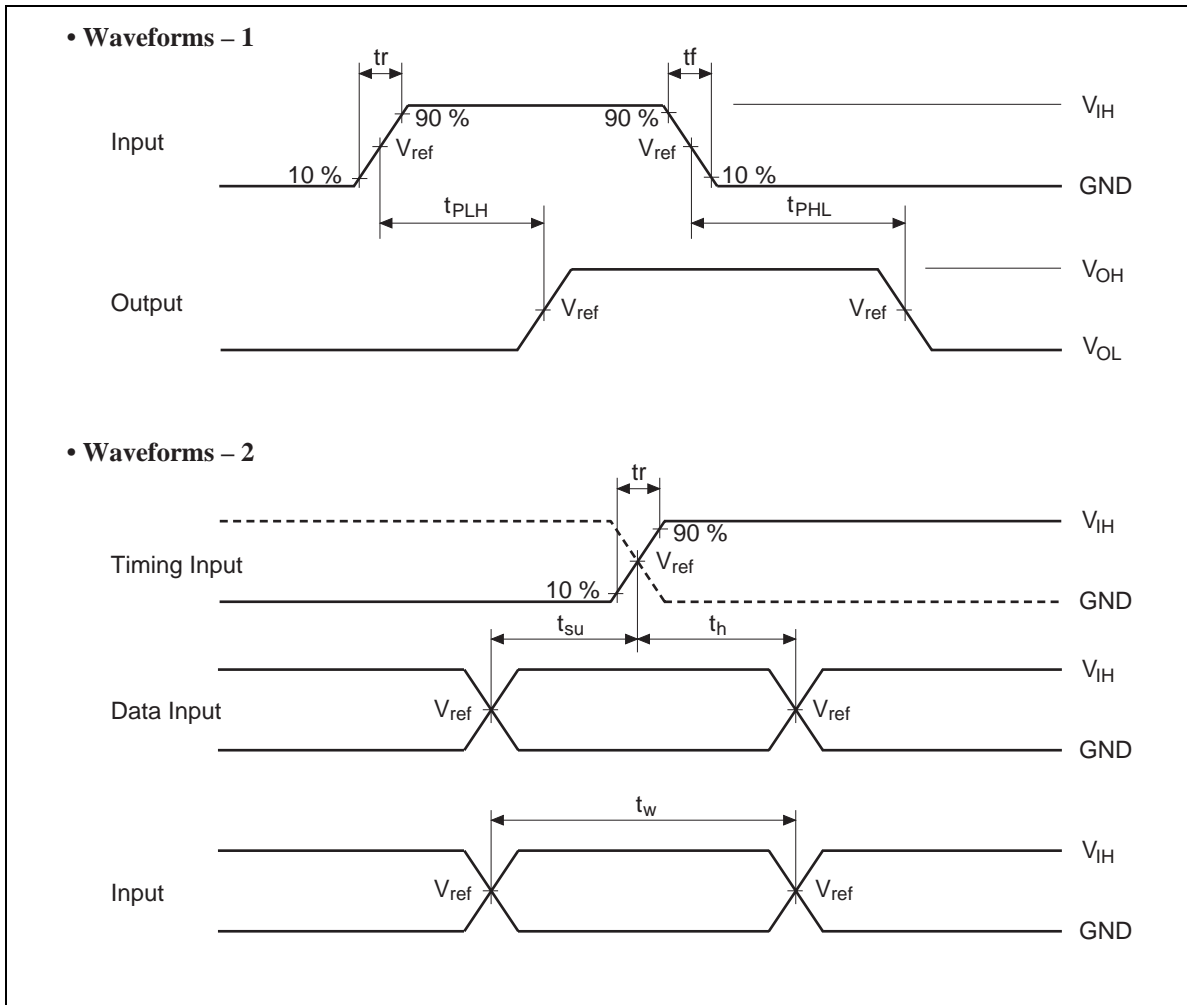 • Waveforms – 1
tr
tf
VIH
90 %
90 %
Input
Vref
Vref
10 %
10 %
GND
tPLH
tPHL
VOH
Output
Vref
Vref
VOL
• Waveforms – 2
tr
VIH
90 %
Timing Input
Vref
10 %
GND
tsu
th
VIH
Data Input
Vref
Vref
GND
tw
VIH
Input
Vref
Vref
GND